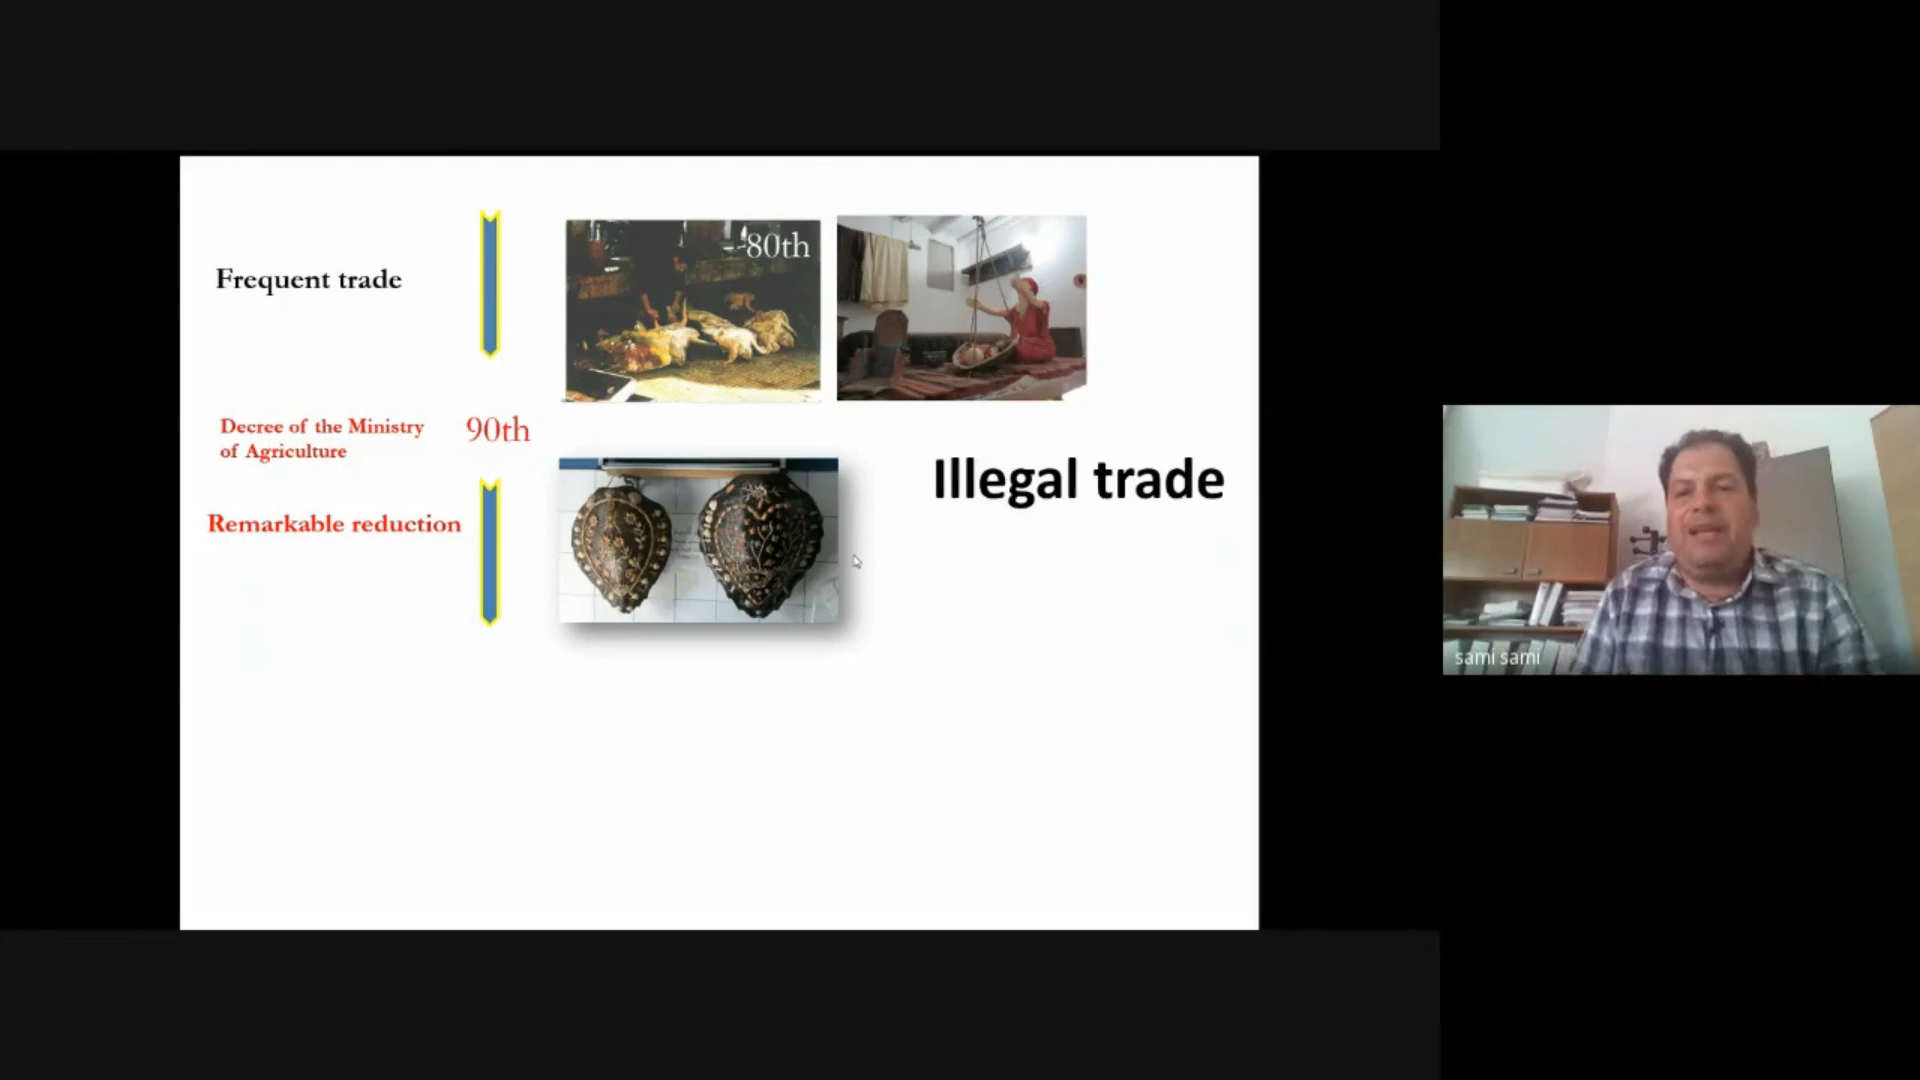 80th
Frequent trade
Decree of the Ministry
of Agriculture
90th
Illegal trade
Remarkable reduction
sami sami